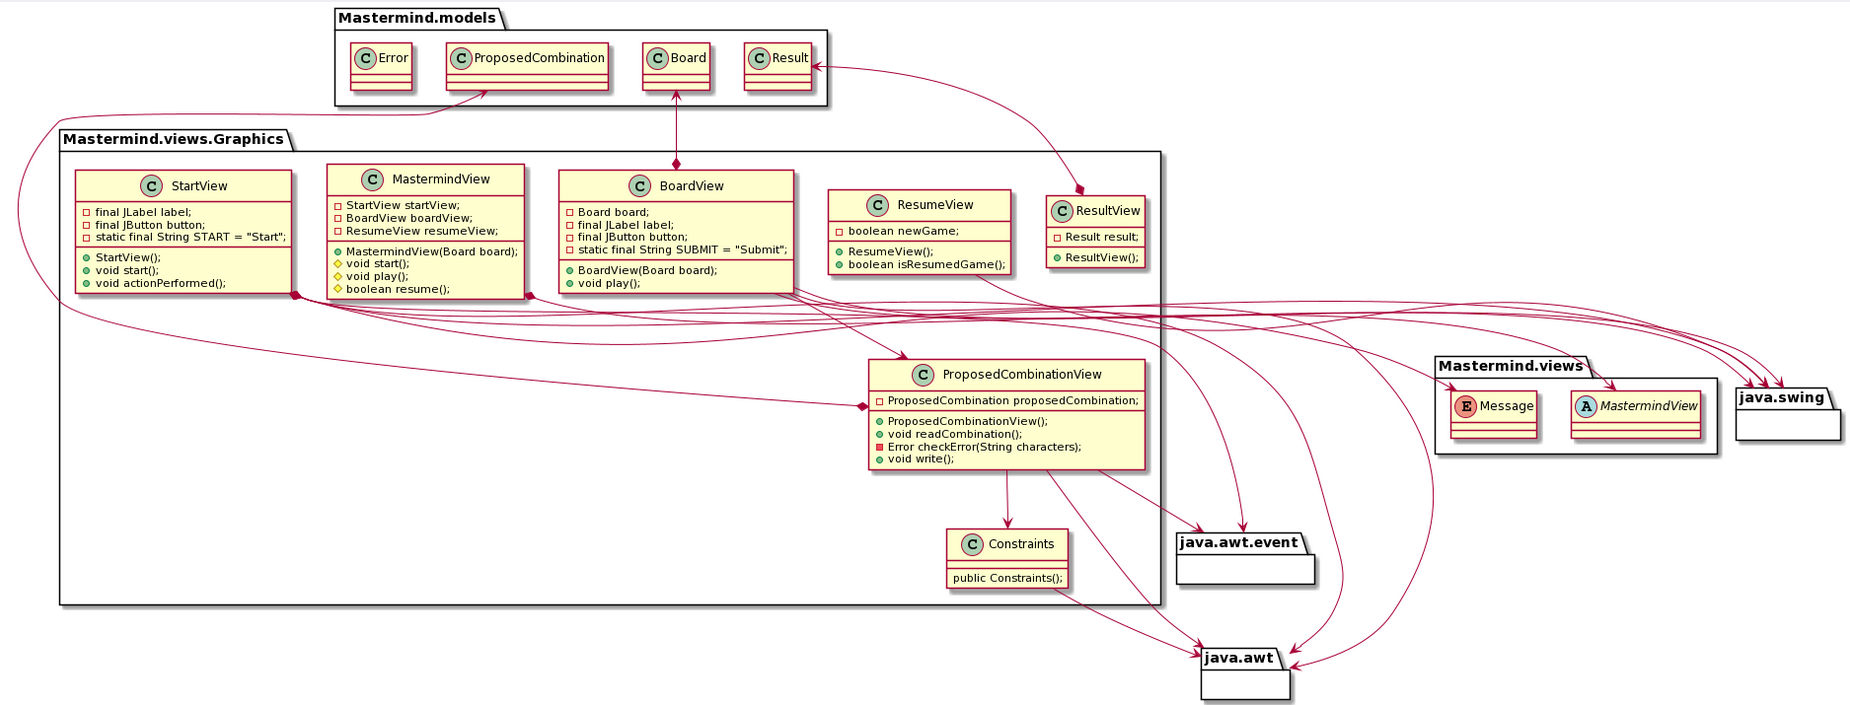 Mastermind.models
C Error
C ProposedCombination
C Board
C Result
Mastermind.views.Graphics
C StartView
final JLabel label;
final JButton button;
static final String START = "Start";
StartView();
void start();
void actionPerformed();
C MastermindView
StartView startView;
BoardView boardView;
ResumeView resumeView;
MastermindView(Board board);
void start();
void play();
boolean resume();
C BoardView
Board board;
final JLabel label;
final JButton button;
static final String SUBMIT = "Submit";
BoardView(Board board);
void play();
C ResumeView
boolean newGame;
ResumeView();
boolean isResumedGame();
C ResultView
Result result;
ResultView();
C ProposedCombinationView
ProposedCombination proposedCombination;
ProposedCombinationView();
void readCombination();
Error checkError(String characters);
void write();
Mastermind.views
E Message
A MastermindView
java.swing
C Constraints
public Constraints();
java.awt.event
java.awt